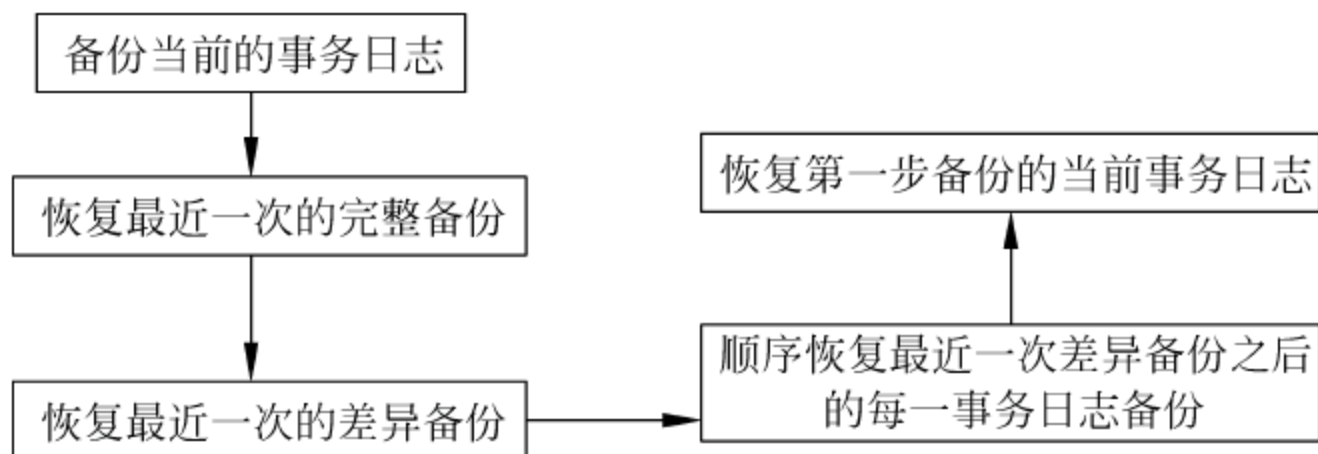 备份当前的事务日志
恢复最近一次的完整备份
恢复最近一次的差异备份
顺序恢复最近一次差异备份之后
的每一事务日志备份
恢复第一步备份的当前事务日志